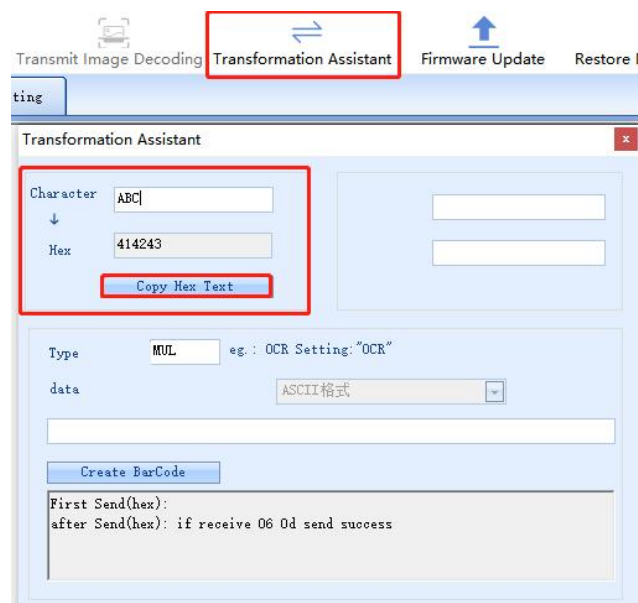 Transmit Image Decoding Transformation Assistant Firmware Update Restore
ting
Transformation Assistant
x
Character ABC
↓
Hex 414243
Copy Hex Text
Type MUL eg.: OCR Setting:"OCR"
data ASCII格式
Create BarCode
First Send(hex):
after Send(hex): if receive 06 0d send success